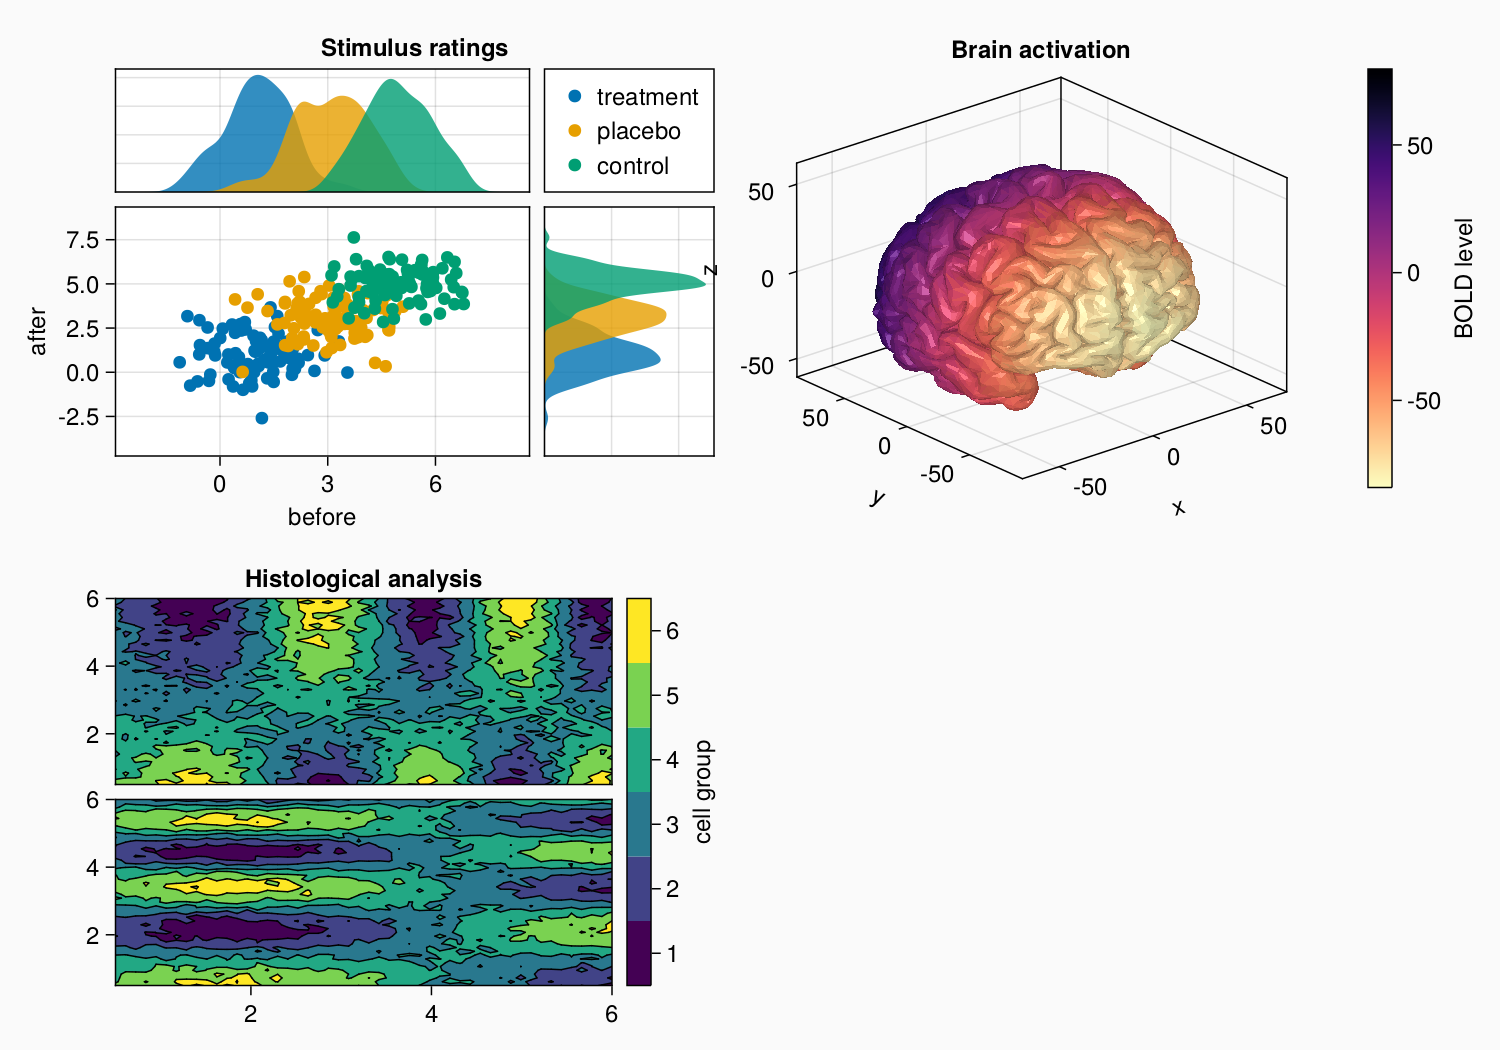 Stimulus ratings
treatment
placebo
control
7.5
5.0
2.5
0.0
-2.5
after
0
3
6
before
Brain activation
50
0
-50
z
50
0
-50
y
-50
0
50
x
50
0
-50
BOLD level
Histological analysis
6
4
2
6
4
2
2
4
6
6
5
4
3
2
1
cell group